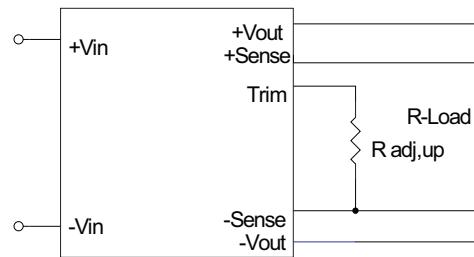 +Vout
+Vin
+Sense
Trim
R-Load
R adj,up
-Sense
-Vin
-Vout